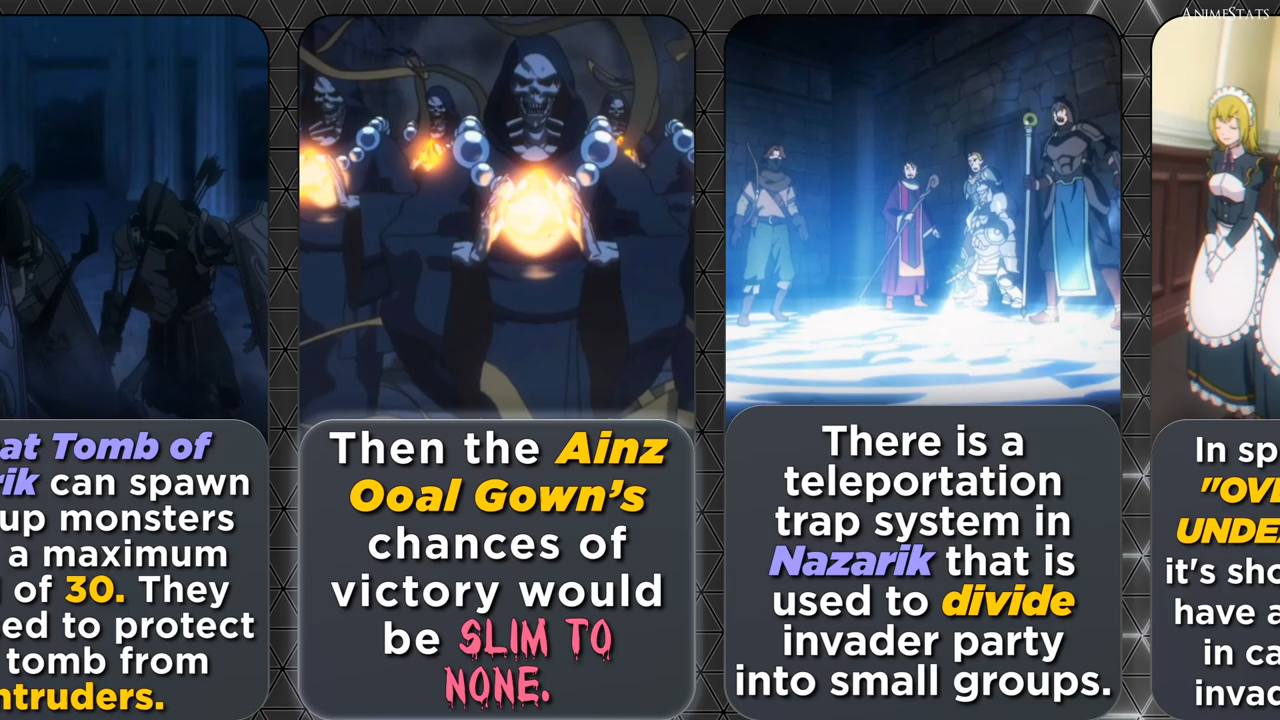 ANIMESTATS
at Tomb of
rik can spawn
up monsters
a maximum
of 30. They
ed to protect
tomb from
ntruders.
Then the Ainz
Ooal Gown's
chances of
victory would
be SLIM TO
NONE.
There is a
teleportation
trap system in
Nazarik that is
used to divide
invader party
into small groups.
In sp
"OVE
UNDE
it's sho
have a
in ca
invad